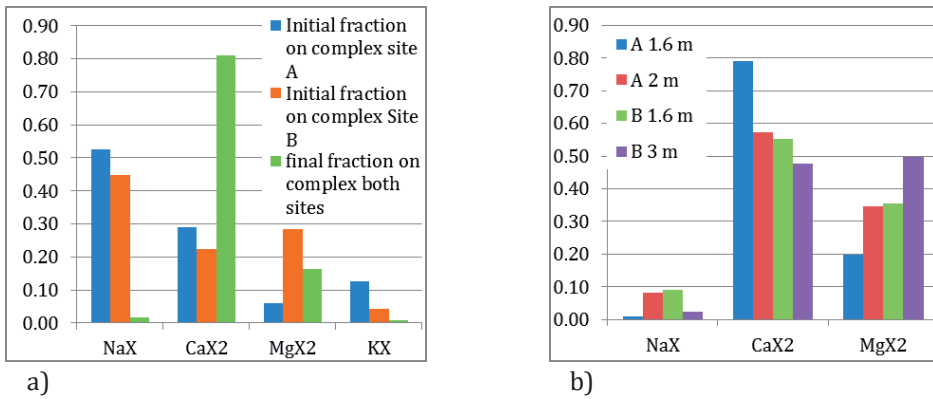 0.90
0.80
0.70
0.60
0.50
0.40
0.30
0.20
0.10
0.00
NaX
CaX2
MgX2
KX
Initial fraction
on complex site
A
Initial fraction
on complex Site
B
final fraction on
complex both
sites
a)
0.90
0.80
0.70
0.60
0.50
0.40
0.30
0.20
0.10
0.00
NaX
CaX2
MgX2
A 1.6 m
A 2 m
B 1.6 m
B 3 m
b)